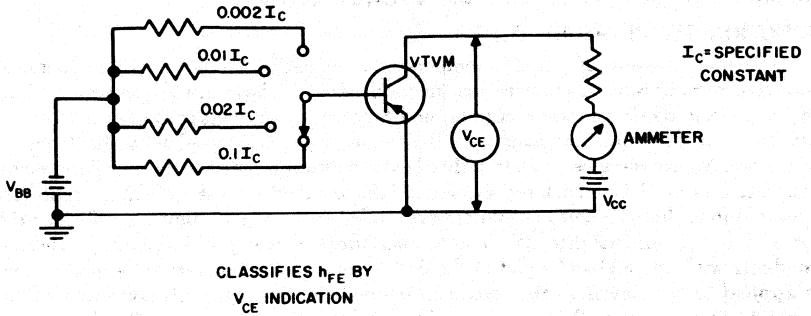 0.002 I_C
0.01 I_C
0.02 I_C
0.1 I_C
V_BB
VTVM
V_CE
I_C = SPECIFIED
CONSTANT
AMMETER
V_CC
CLASSIFIES h_FE BY
V_CE INDICATION